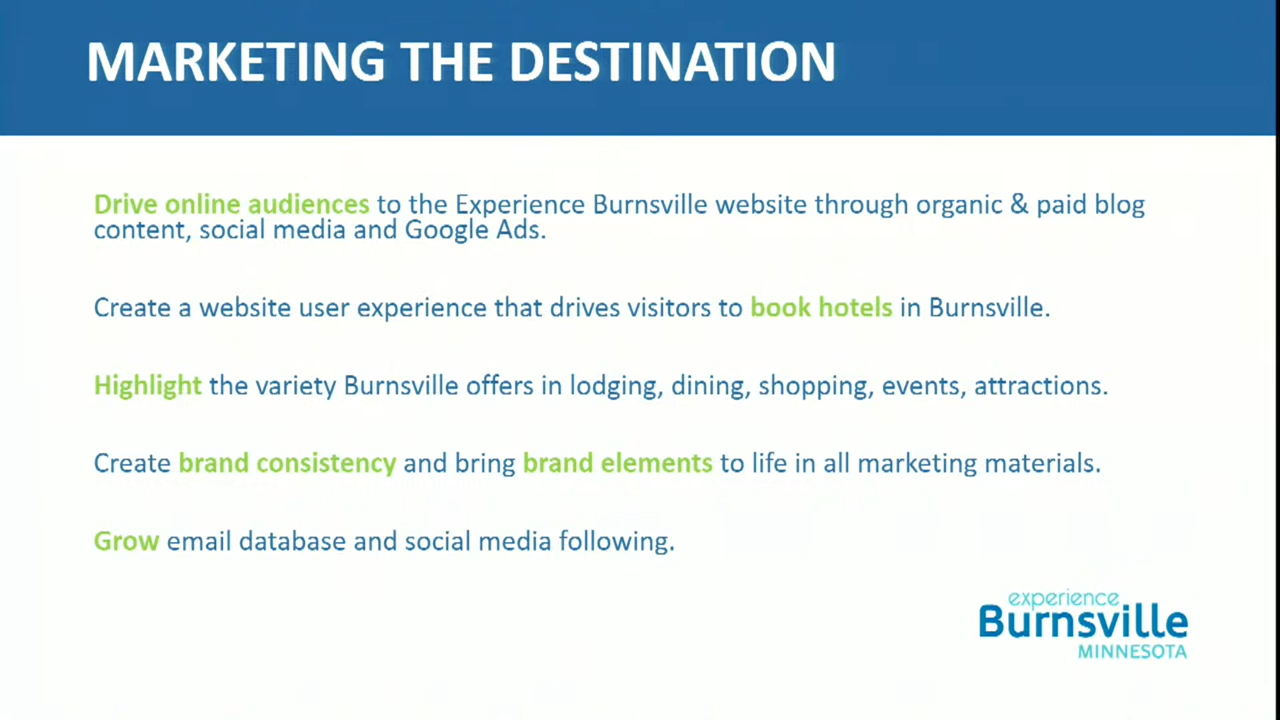 MARKETING THE DESTINATION
Drive online audiences to the Experience Burnsville website through organic & paid blog
content, social media and Google Ads.
Create a website user experience that drives visitors to book hotels in Burnsville.
Highlight the variety Burnsville offers in lodging, dining, shopping, events, attractions.
Create brand consistency and bring brand elements to life in all marketing materials.
Grow email database and social media following.
experience
Burnsville
MINNESOTA